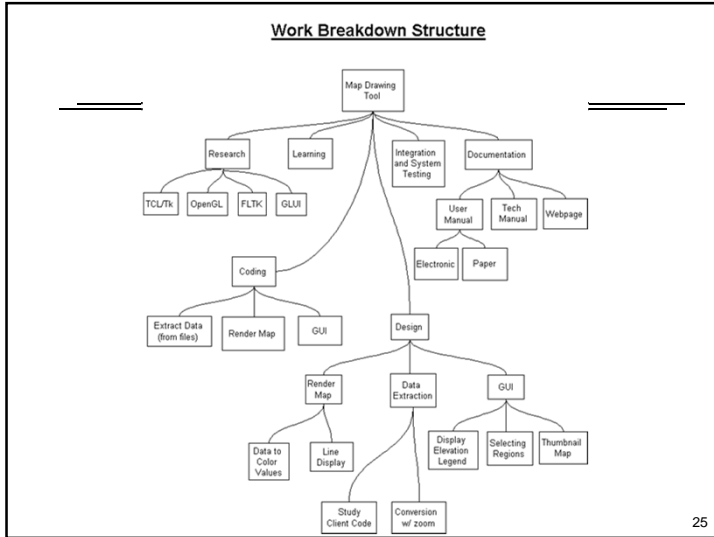 Work Breakdown Structure
Map Drawing
Tool
Research
Learning
Integration
and System
Testing
Documentation
TCL/Tk
OpenGL
FLTK
GLUI
User
Manual
Tech
Manual
Webpage
Electronic
Paper
Coding
Extract Data
(from files)
Render Map
GUI
Design
Render
Map
Data
Extraction
GUI
Data to
Color
Values
Line
Display
Display
Elevation
Legend
Selecting
Regions
Thumbnail
Map
Study
Client Code
Conversion
w/ zoom
25